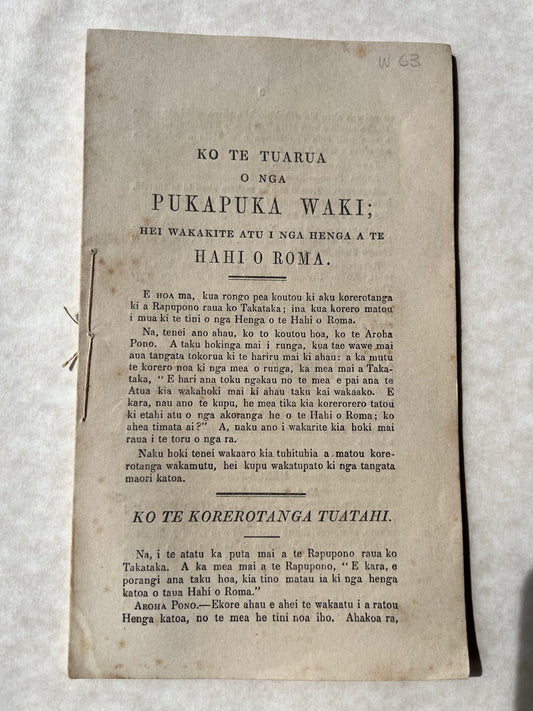 W 63
KO TE TUARUA
O NGA
PUKAPUKA WAKI;
HEI WAKAKITE ATU I NGA HENGA A TE
HAHI O ROMA.
E HOA ma, kua rongo pea koutou ki aku korerotanga
ki a Rapupono raua ko Takataka; ina kua korero matou
i mua ki te tini o nga Henga o te Hahi o Roma.
Na, tenei ano ahau, ko to koutou hoa, ko te Aroha
Pono. A taku hokinga mai i runga, kua tae wawe mai
aua tangata tokorua ki te hariru mai ki ahau: a ka mutu
te korero noa ki nga mea o runga, ka mea mai a Taka-
taka, " E hari ana toku ngakau no te mea e pai ana te
Atua kia wakahoki mai ki ahau taku kai wakaako. E
kara, nau ano te kupu, he mea tika kia korerorero tatou
ki etahi atu o nga akoranga he o te Hahi o Roma; ko
ahea timata ai?" A, naku ano i wakarite kia hoki mai
raua i te toru o nga ra.
Naku hoki tenei wakaaro kia tuhituhia a matou kore-
rotanga wakamutu, hei kupu wakatupato ki nga tangata
maori katoa.
KO TE KOREROTANGA TUATAHI.
Na, i te atatu ka puta mai a te Rapupono raua ko
Takataka. A ka mea mai a te Rapupono, " E kara, e
porangi ana taku hoa, kia tino matau ia ki nga henga
katoa o taua Hahi o Roma."
AROHA PONO.—Ekore ahau e ahei te wakaatu i a ratou
Henga katoa, no te mea he tini noa iho. Ahakoa ra,